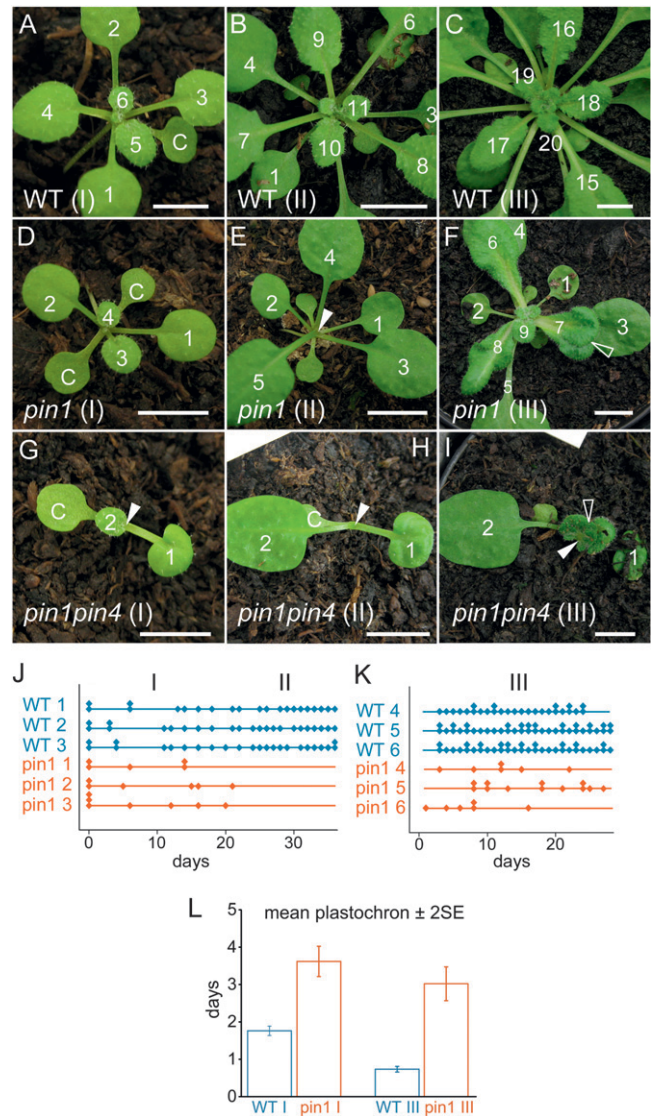 A
2
6
3
4
5
C
1
WT (I)
B
6
9
4
11
3
7
10
8
1
WT (II)
C
16
19
18
17
20
15
WT (III)
D
C
2
4
1
3
C
pin1 (I)
E
4
2
1
3
5
pin1 (II)
F
4
6
1
2
7
3
9
8
5
pin1 (III)
G
C
2
1
pin1pin4 (I)
H
C
2
1
pin1pin4 (II)
I
2
1
pin1pin4 (III)
J
I
II
WT 1
WT 2
WT 3
pin1 1
pin1 2
pin1 3
0 10 20 30
days
K
III
WT 4
WT 5
WT 6
pin1 4
pin1 5
pin1 6
0 10 20
days
L
mean plastochron ± 2SE
5
4
3
2
1
0
days
WT I pin1 I WT III pin1 III